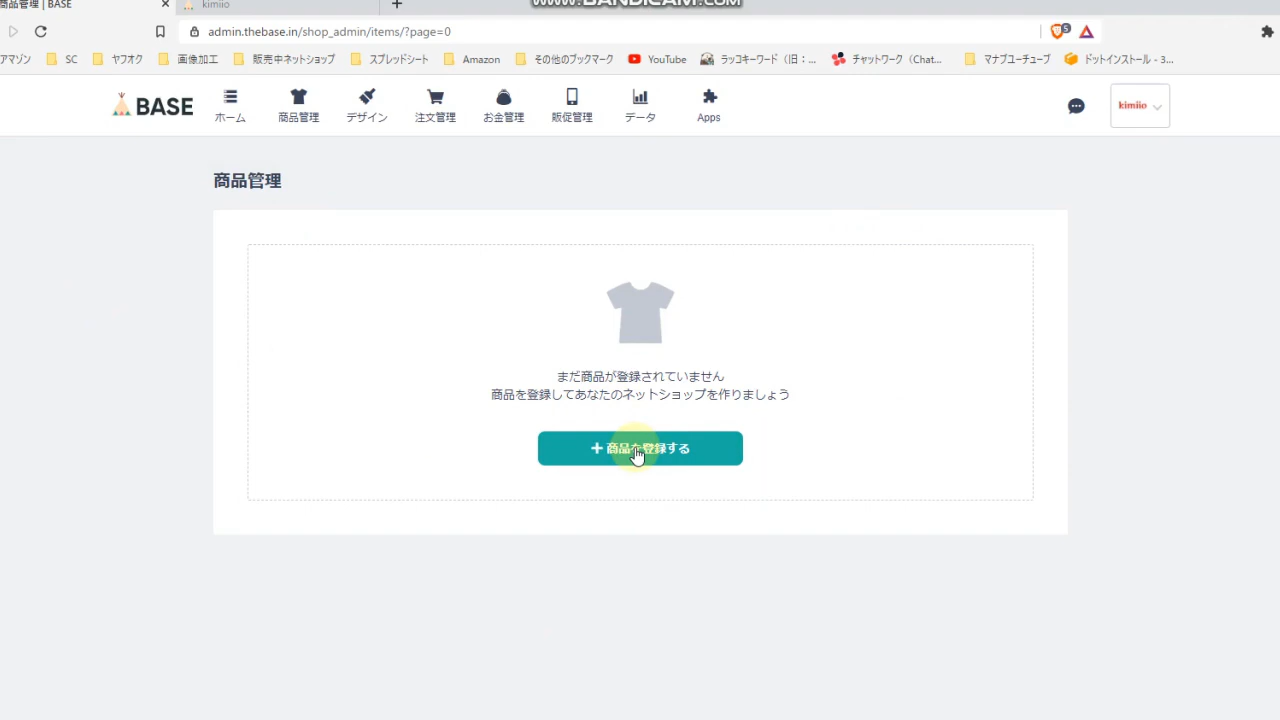 商品管理 | BASE
kimiio
www.BANDICAM.com
admin.thebase.in/shop_admin/items/?page=0
5
アマゾン SC ヤフオク 画像加工 販売中ネットショップ スプレッドシート Amazon その他のブックマーク YouTube ラッコキーワード（旧：... チャットワーク（Chat... マナブユーチューブ ドットインストール - 3...
BASE
ホーム 商品管理 デザイン 注文管理 お金管理 販促管理 データ Apps
kimiio
商品管理
まだ商品が登録されていません
商品を登録してあなたのネットショップを作りましょう
+ 商品を登録する